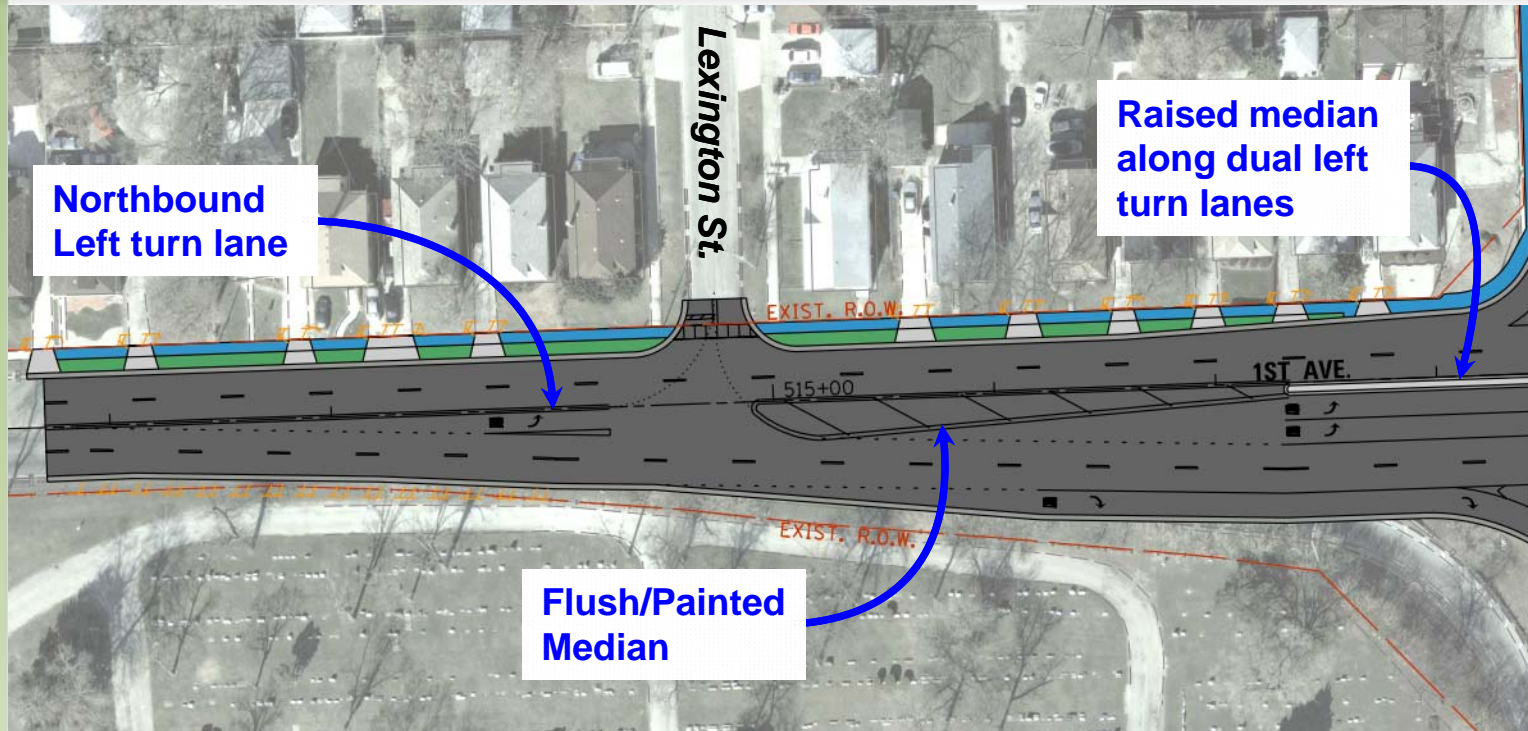 Lexington St.
Raised median
along dual left
turn lanes
Northbound
Left turn lane
EXIST. R.O.W.
1ST AVE.
515+00
EXIST. R.O.W.
Flush/Painted
Median